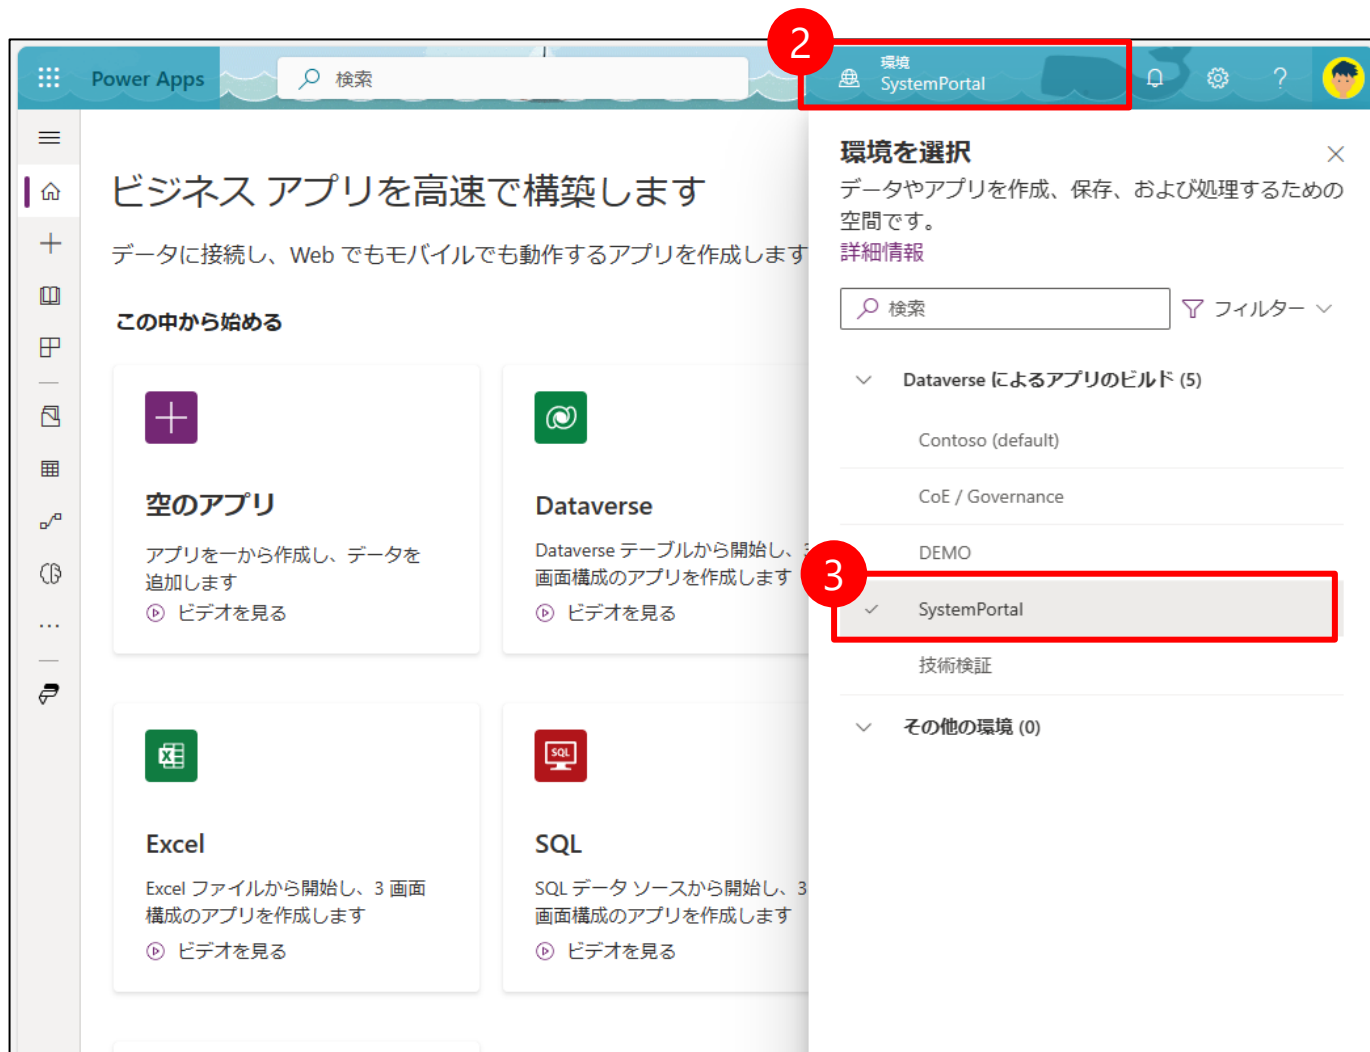 2
Power Apps
検索
環境
SystemPortal
?
ビジネス アプリを高速で構築します
データに接続し、Web でもモバイルでも動作するアプリを作成します
この中から始める
空のアプリ
アプリを一から作成し、データを
追加します
ビデオを見る
Dataverse
Dataverse テーブルから開始し、3
画面構成のアプリを作成します
ビデオを見る
Excel
Excel ファイルから開始し、3 画面
構成のアプリを作成します
ビデオを見る
SQL
SQL
SQL データ ソースから開始し、3
画面構成のアプリを作成します
ビデオを見る
環境を選択
データやアプリを作成、保存、および処理するための
空間です。
詳細情報
検索
フィルター
Dataverse によるアプリのビルド (5)
Contoso (default)
CoE / Governance
DEMO
3
SystemPortal
技術検証
その他の環境 (0)